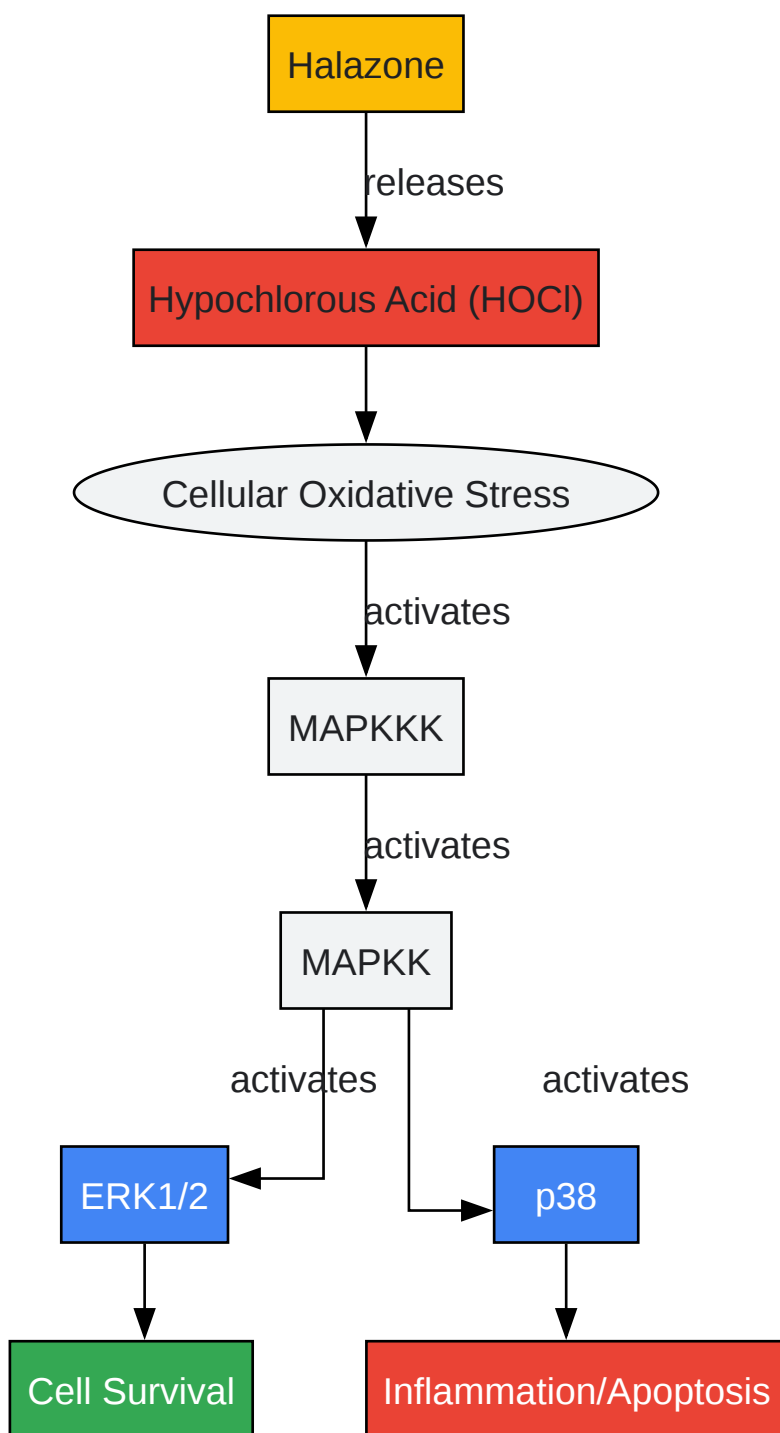 Halazone
releases
Hypochlorous Acid (HOCl)
Cellular Oxidative Stress
activates
MAPKKK
activates
MAPKK
activates
activates
ERK1/2
p38
Cell Survival
Inflammation/Apoptosis